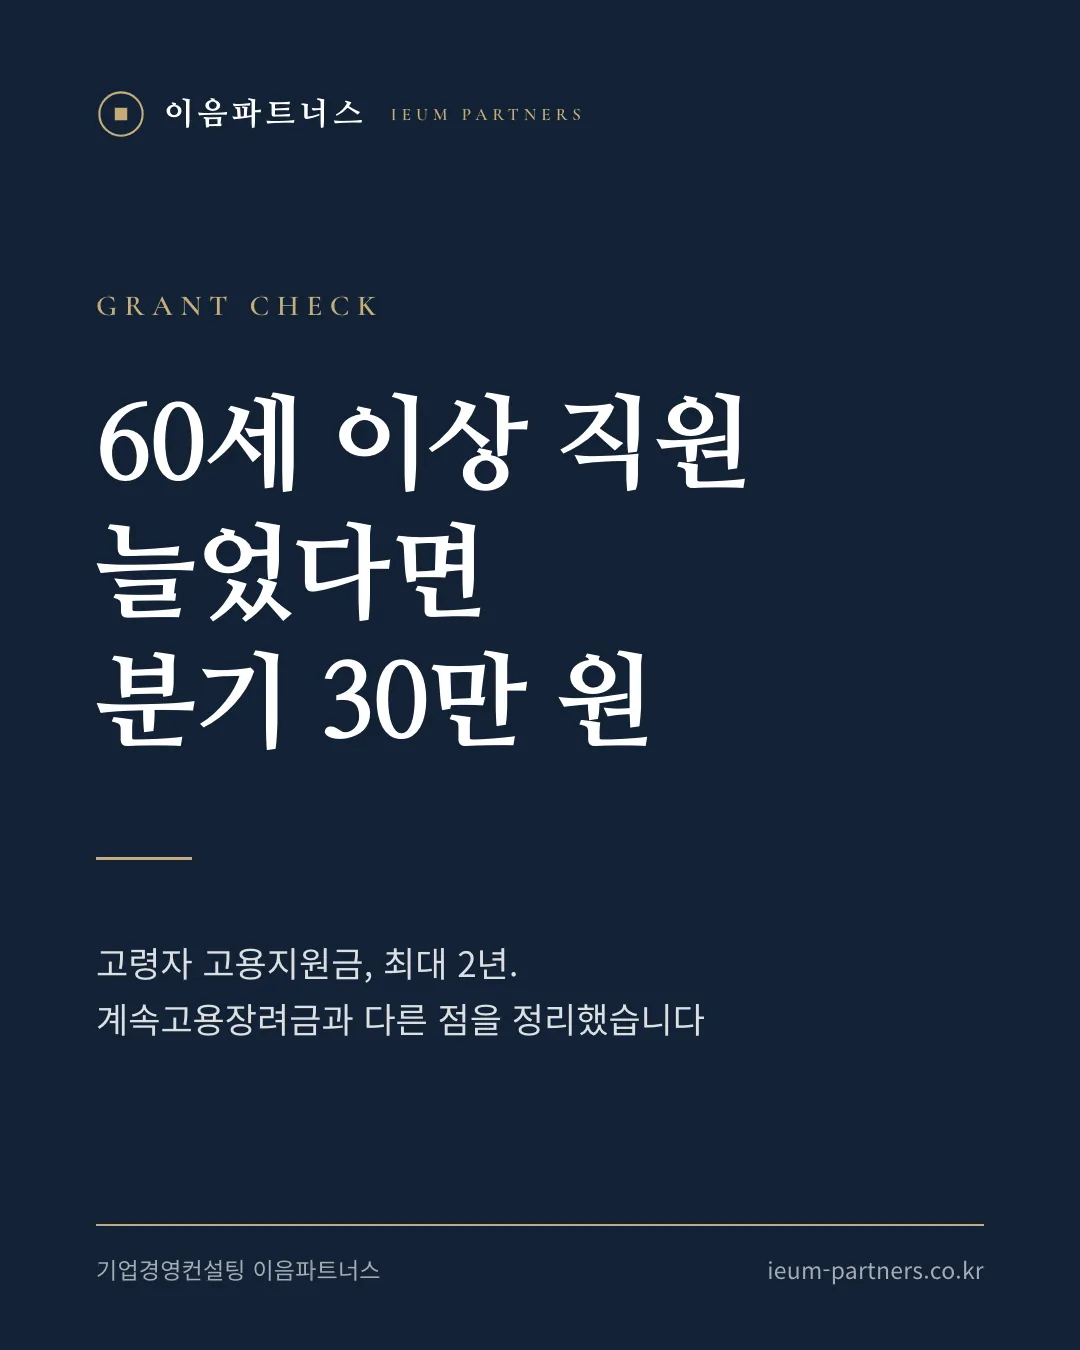 이음파트너스 IEUM PARTNERS
GRANT CHECK
60세 이상 직원
늘었다면
분기 30만 원
고령자 고용지원금, 최대 2년.
계속고용장려금과 다른 점을 정리했습니다
기업경영컨설팅 이음파트너스 ieum-partners.co.kr